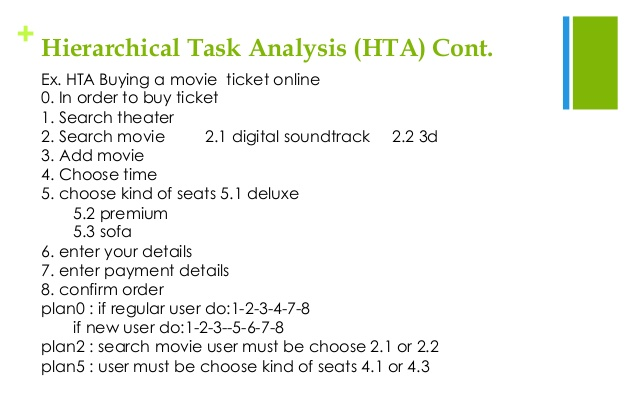 +
Hierarchical Task Analysis (HTA) Cont.
Ex. HTA Buying a movie ticket online
0. In order to buy ticket
1. Search theater
2. Search movie 2.1 digital soundtrack 2.2 3d
3. Add movie
4. Choose time
5. choose kind of seats 5.1 deluxe
5.2 premium
5.3 sofa
6. enter your details
7. enter payment details
8. confirm order
plan0 : if regular user do:1-2-3-4-7-8
if new user do:1-2-3--5-6-7-8
plan2 : search movie user must be choose 2.1 or 2.2
plan5 : user must be choose kind of seats 4.1 or 4.3